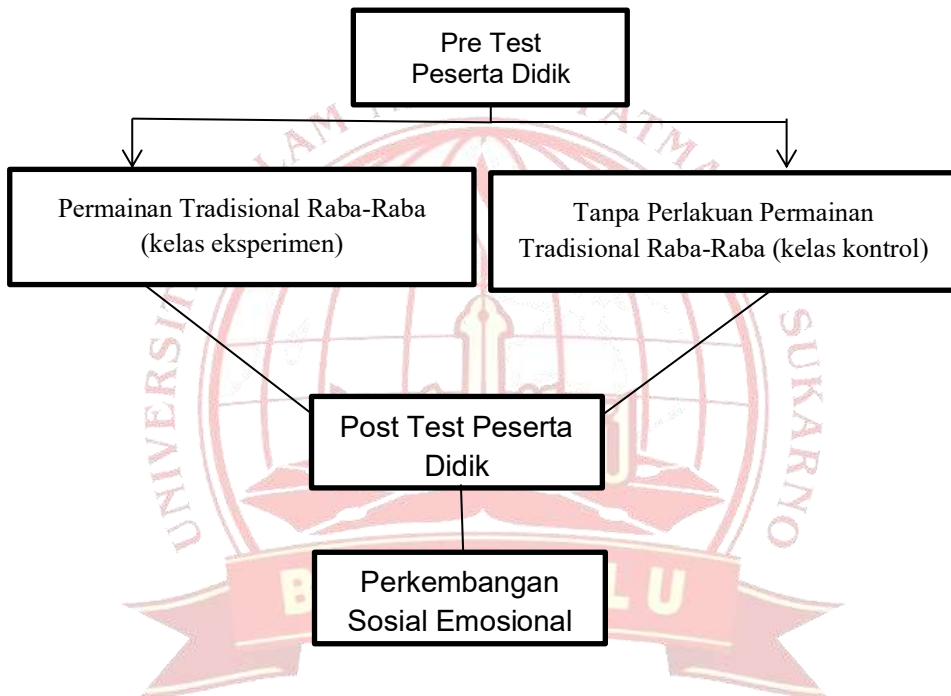 Pre Test
Peserta Didik
Permainan Tradisional Raba-Raba
(kelas eksperimen)
Tanpa Perlakuan Permainan
Tradisional Raba-Raba (kelas kontrol)
Post Test Peserta
Didik
Perkembangan
Sosial Emosional
SUKARNO